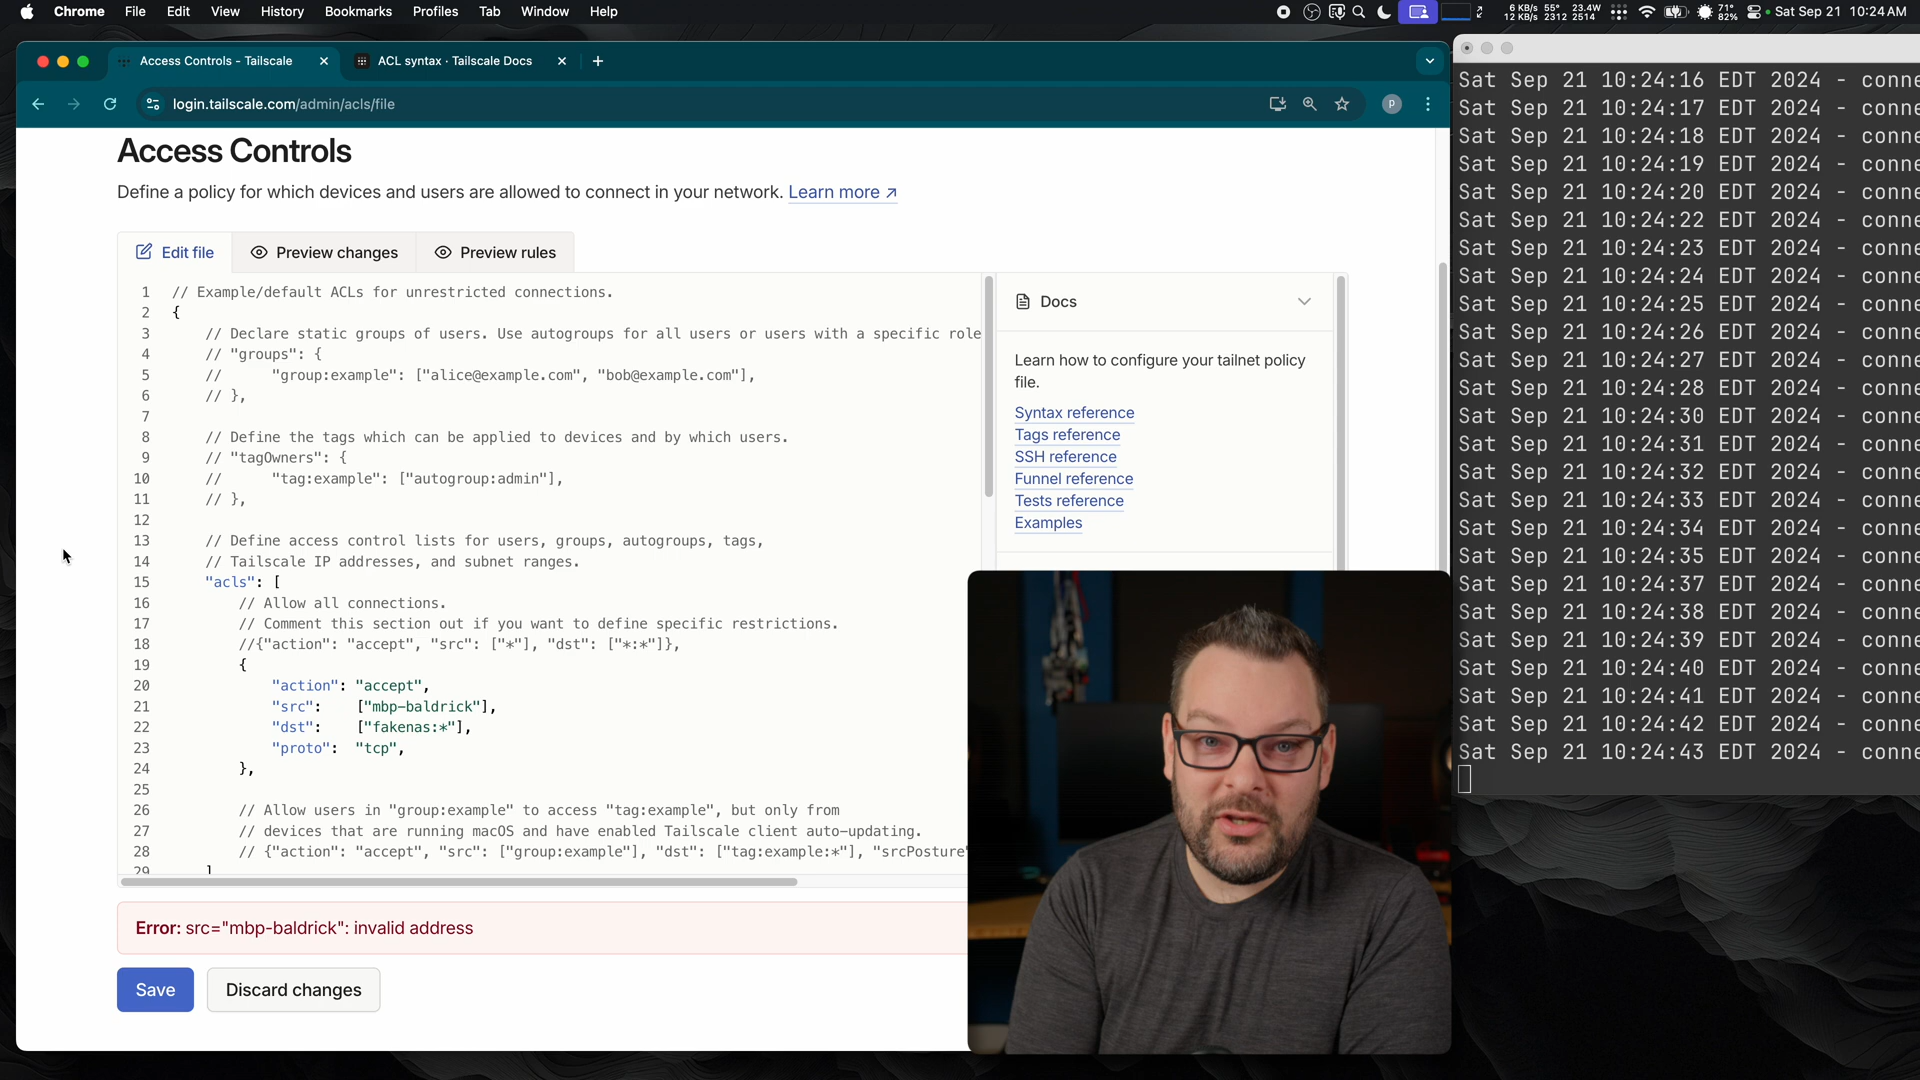 Chrome File Edit View History Bookmarks Profiles Tab Window Help
6 KB/s 55° 23.4W 71° Sat Sep 21 10:24 AM
12 KB/s 2312 2514 82%
Access Controls - Tailscale
ACL syntax · Tailscale Docs
login.tailscale.com/admin/acls/file
p
Access Controls
Define a policy for which devices and users are allowed to connect in your network. Learn more ↗
Edit file
Preview changes
Preview rules
1 // Example/default ACLs for unrestricted connections.
2 {
3 // Declare static groups of users. Use autogroups for all users or users with a specific role
4 // "groups": {
5 // "group:example": ["alice@example.com", "bob@example.com"],
6 // },
7
8 // Define the tags which can be applied to devices and by which users.
9 // "tagOwners": {
10 // "tag:example": ["autogroup:admin"],
11 // },
12
13 // Define access control lists for users, groups, autogroups, tags,
14 // Tailscale IP addresses, and subnet ranges.
15 "acls": [
16 // Allow all connections.
17 // Comment this section out if you want to define specific restrictions.
18 //{"action": "accept", "src": ["*"], "dst": ["*:*"]},
19 {
20 "action": "accept",
21 "src": ["mbp-baldrick"],
22 "dst": ["fakenas:*"],
23 "proto": "tcp",
24 },
25
26 // Allow users in "group:example" to access "tag:example", but only from
27 // devices that are running macOS and have enabled Tailscale client auto-updating.
28 // {"action": "accept", "src": ["group:example"], "dst": ["tag:example:*"], "srcPosture"
29 ]
Docs
Learn how to configure your tailnet policy
file.
Syntax reference
Tags reference
SSH reference
Funnel reference
Tests reference
Examples
Error: src="mbp-baldrick": invalid address
Save
Discard changes
Sat Sep 21 10:24:16 EDT 2024 - conne
Sat Sep 21 10:24:17 EDT 2024 - conne
Sat Sep 21 10:24:18 EDT 2024 - conne
Sat Sep 21 10:24:19 EDT 2024 - conne
Sat Sep 21 10:24:20 EDT 2024 - conne
Sat Sep 21 10:24:22 EDT 2024 - conne
Sat Sep 21 10:24:23 EDT 2024 - conne
Sat Sep 21 10:24:24 EDT 2024 - conne
Sat Sep 21 10:24:25 EDT 2024 - conne
Sat Sep 21 10:24:26 EDT 2024 - conne
Sat Sep 21 10:24:27 EDT 2024 - conne
Sat Sep 21 10:24:28 EDT 2024 - conne
Sat Sep 21 10:24:30 EDT 2024 - conne
Sat Sep 21 10:24:31 EDT 2024 - conne
Sat Sep 21 10:24:32 EDT 2024 - conne
Sat Sep 21 10:24:33 EDT 2024 - conne
Sat Sep 21 10:24:34 EDT 2024 - conne
Sat Sep 21 10:24:35 EDT 2024 - conne
Sat Sep 21 10:24:37 EDT 2024 - conne
Sat Sep 21 10:24:38 EDT 2024 - conne
Sat Sep 21 10:24:39 EDT 2024 - conne
Sat Sep 21 10:24:40 EDT 2024 - conne
Sat Sep 21 10:24:41 EDT 2024 - conne
Sat Sep 21 10:24:42 EDT 2024 - conne
Sat Sep 21 10:24:43 EDT 2024 - conne